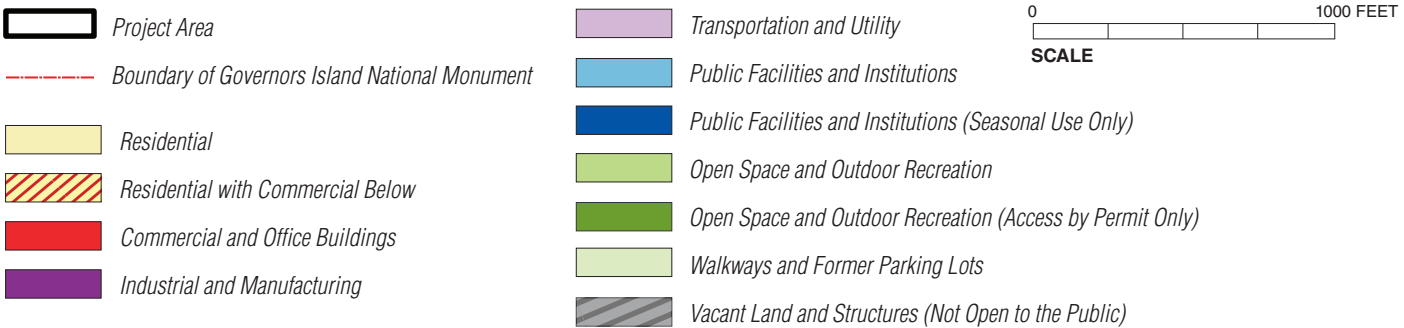 Project Area
Boundary of Governors Island National Monument
Residential
Residential with Commercial Below
Commercial and Office Buildings
Industrial and Manufacturing
Transportation and Utility
Public Facilities and Institutions
Public Facilities and Institutions (Seasonal Use Only)
Open Space and Outdoor Recreation
Open Space and Outdoor Recreation (Access by Permit Only)
Walkways and Former Parking Lots
Vacant Land and Structures (Not Open to the Public)
0 1000 FEET
SCALE